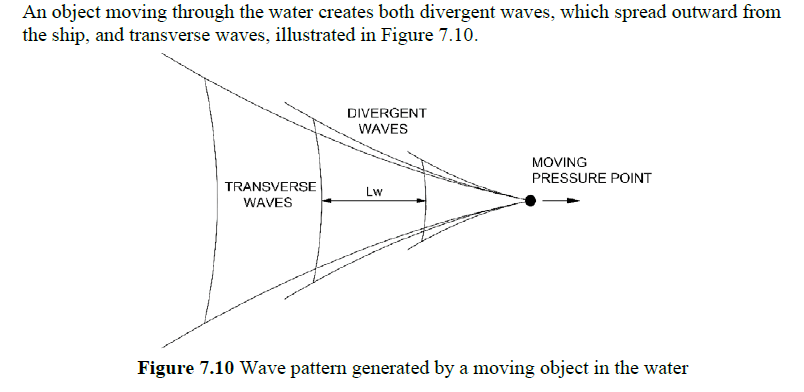 An object moving through the water creates both divergent waves, which spread outward from
the ship, and transverse waves, illustrated in Figure 7.10.
DIVERGENT
WAVES
MOVING
PRESSURE POINT
TRANSVERSE
WAVES
Lw
Figure 7.10 Wave pattern generated by a moving object in the water